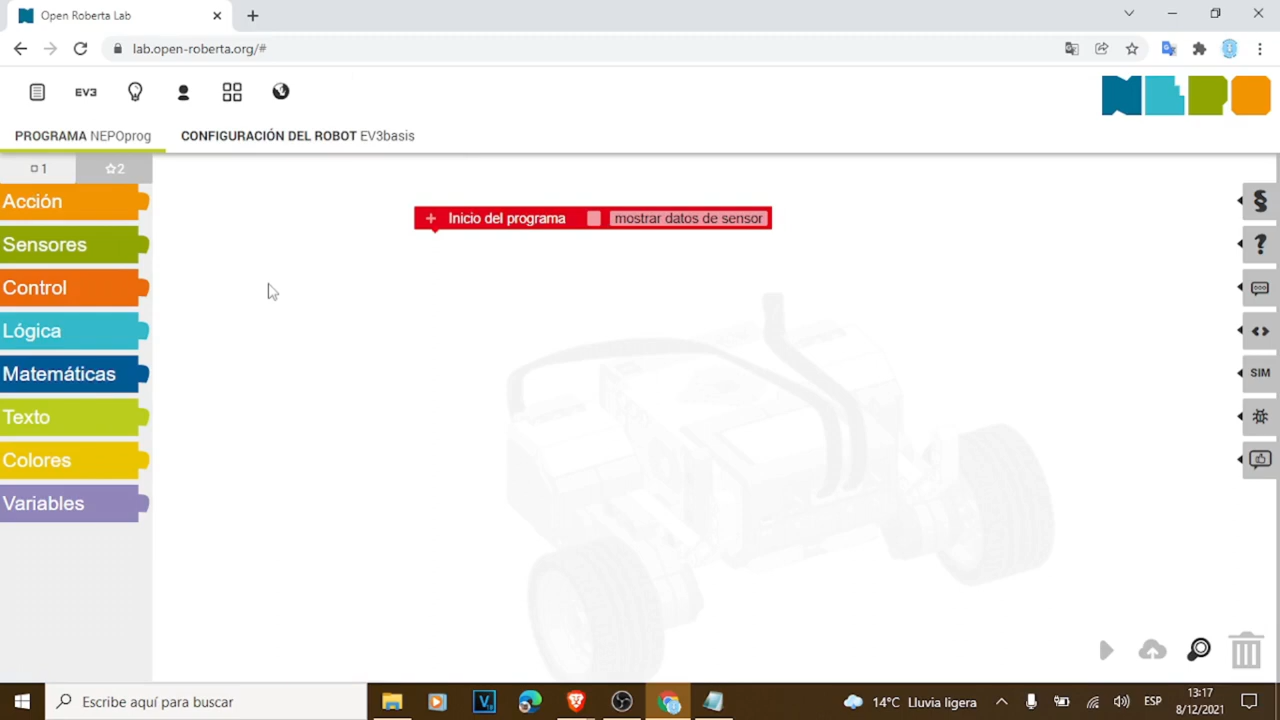 Open Roberta Lab
lab.open-roberta.org/#
EV3
PROGRAMA NEPOprog
CONFIGURACIÓN DEL ROBOT EV3basis
1
2
Acción
Sensores
Control
Lógica
Matemáticas
Texto
Colores
Variables
Inicio del programa
mostrar datos de sensor
§
?
SIM
Escribe aquí para buscar
14°C Lluvia ligera
ESP
13:17
8/12/2021